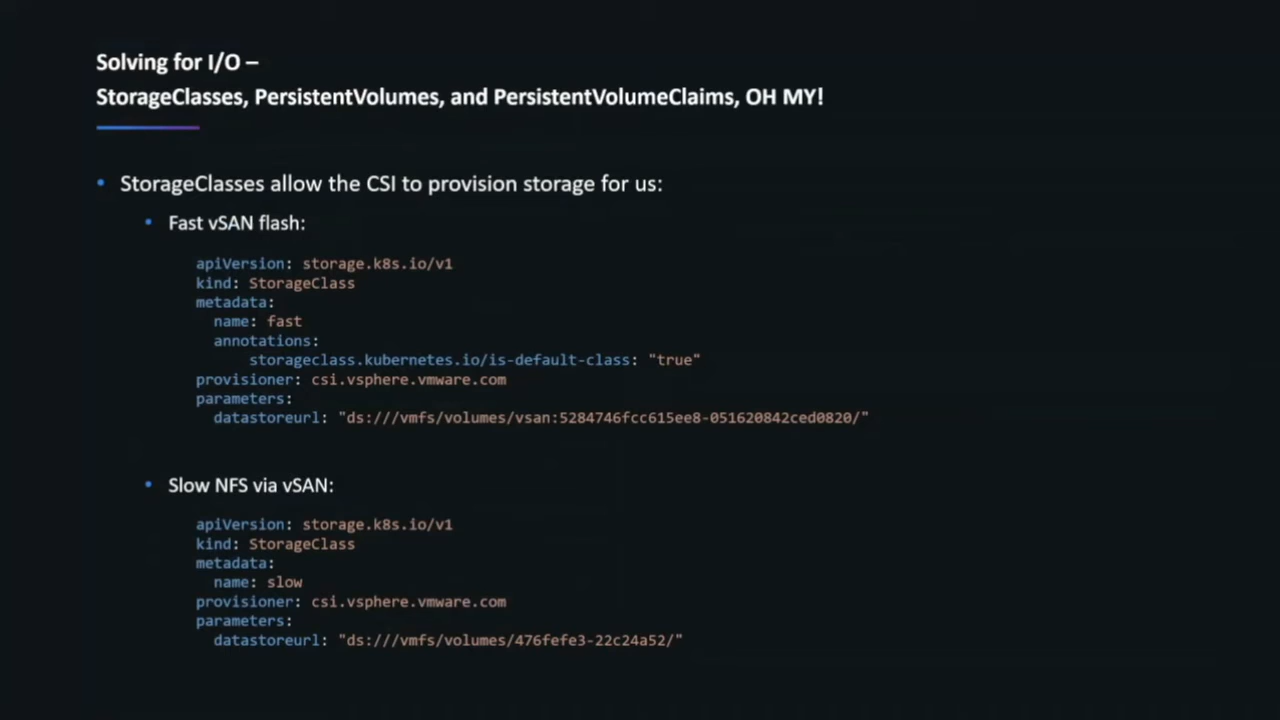 Solving for I/O –
StorageClasses, PersistentVolumes, and PersistentVolumeClaims, OH MY!
• StorageClasses allow the CSI to provision storage for us:
• Fast vSAN flash:
apiVersion: storage.k8s.io/v1
kind: StorageClass
metadata:
  name: fast
  annotations:
      storageclass.kubernetes.io/is-default-class: "true"
provisioner: csi.vsphere.vmware.com
parameters:
  datastoreurl: "ds:///vmfs/volumes/vsan:5284746fcc615ee8-051620842ced0820/"
• Slow NFS via vSAN:
apiVersion: storage.k8s.io/v1
kind: StorageClass
metadata:
  name: slow
provisioner: csi.vsphere.vmware.com
parameters:
  datastoreurl: "ds:///vmfs/volumes/476fefe3-22c24a52/"